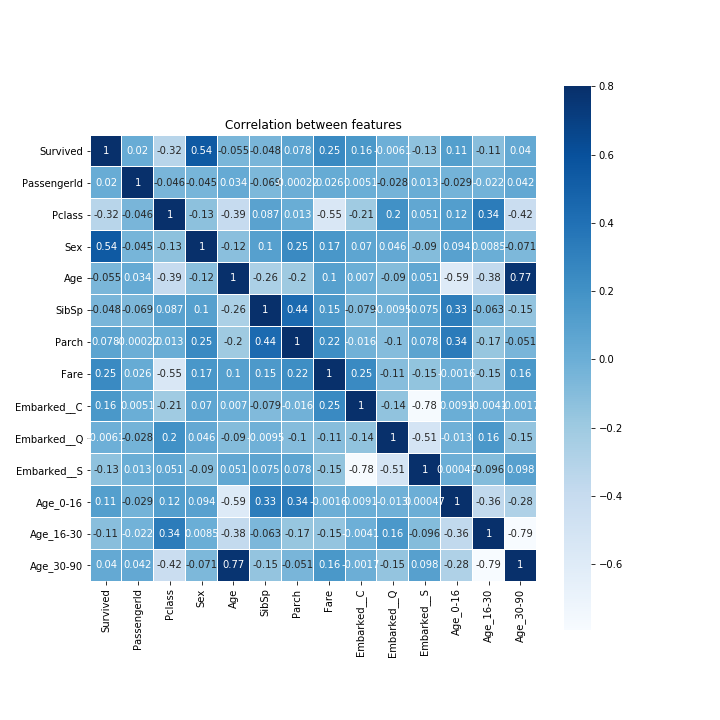 Correlation between features
0.8
Survived 1 0.02 -0.32 0.54 -0.055 -0.048 0.078 0.25 0.16 -0.0061 -0.13 0.11 -0.11 0.04
0.6
PassengerId 0.02 1 -0.046 -0.045 0.034 -0.069 0.00022 0.026 0.0051 -0.028 0.013 -0.029 -0.022 0.042
Pclass -0.32 -0.046 1 -0.13 -0.39 0.087 0.013 -0.55 -0.21 0.2 0.051 0.12 0.34 -0.42
0.4
Sex 0.54 -0.045 -0.13 1 -0.12 0.1 0.25 0.17 0.07 0.046 -0.09 0.094 0.0085 -0.071
0.2
Age -0.055 0.034 -0.39 -0.12 1 -0.26 -0.2 0.1 0.007 -0.09 0.051 -0.59 -0.38 0.77
SibSp -0.048 -0.069 0.087 0.1 -0.26 1 0.44 0.15 -0.079 0.0095 0.075 0.33 -0.063 -0.15
Parch 0.078 0.00022 0.013 0.25 -0.2 0.44 1 0.22 -0.016 -0.1 0.078 0.34 -0.17 -0.051
0.0
Fare 0.25 0.026 -0.55 0.17 0.1 0.15 0.22 1 0.25 -0.11 -0.15 -0.0016 -0.15 0.16
Embarked__C 0.16 0.0051 -0.21 0.07 0.007 -0.079 -0.016 0.25 1 -0.14 -0.78 0.0091 -0.0041 -0.0017
Embarked__Q -0.0061 -0.028 0.2 0.046 -0.09 -0.0095 -0.1 -0.11 -0.14 1 -0.51 -0.013 0.16 -0.15
−0.2
Embarked__S -0.13 0.013 0.051 -0.09 0.051 0.075 0.078 -0.15 -0.78 -0.51 1 0.00047 -0.096 0.098
−0.4
Age_0-16 0.11 -0.029 0.12 0.094 -0.59 0.33 0.34 -0.0016 0.0091 -0.013 0.00047 1 -0.36 -0.28
Age_16-30 -0.11 -0.022 0.34 0.0085 -0.38 -0.063 -0.17 -0.15 -0.0041 0.16 -0.096 -0.36 1 -0.79
−0.6
Age_30-90 0.04 0.042 -0.42 -0.071 0.77 -0.15 -0.051 0.16 -0.0017 -0.15 0.098 -0.28 -0.79 1
Survived PassengerId Pclass Sex Age SibSp Parch Fare Embarked__C Embarked__Q Embarked__S Age_0-16 Age_16-30 Age_30-90